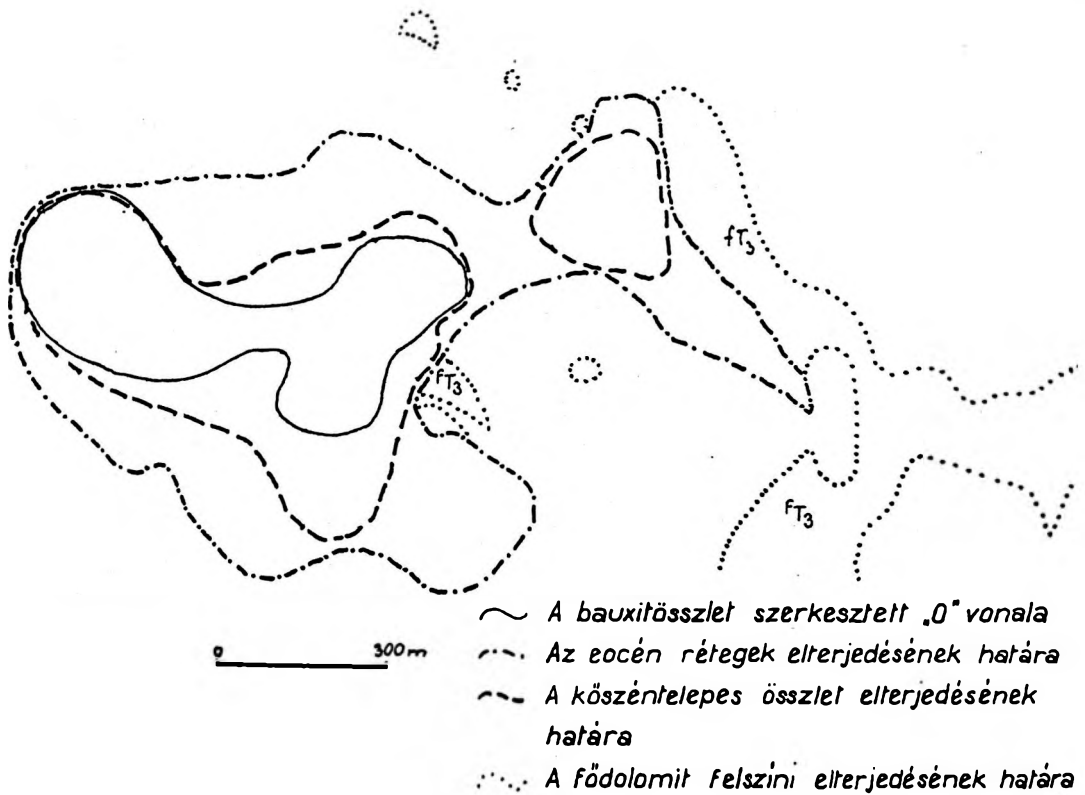 fT₃
fT₃
fT₃
0 300m
A bauxitösszlet szerkesztett „0" vonala
Az eocén rétegek elterjedésének határa
A kőszéntelepes összlet elterjedésének
határa
A fődolomit felszíni elterjedésének határa